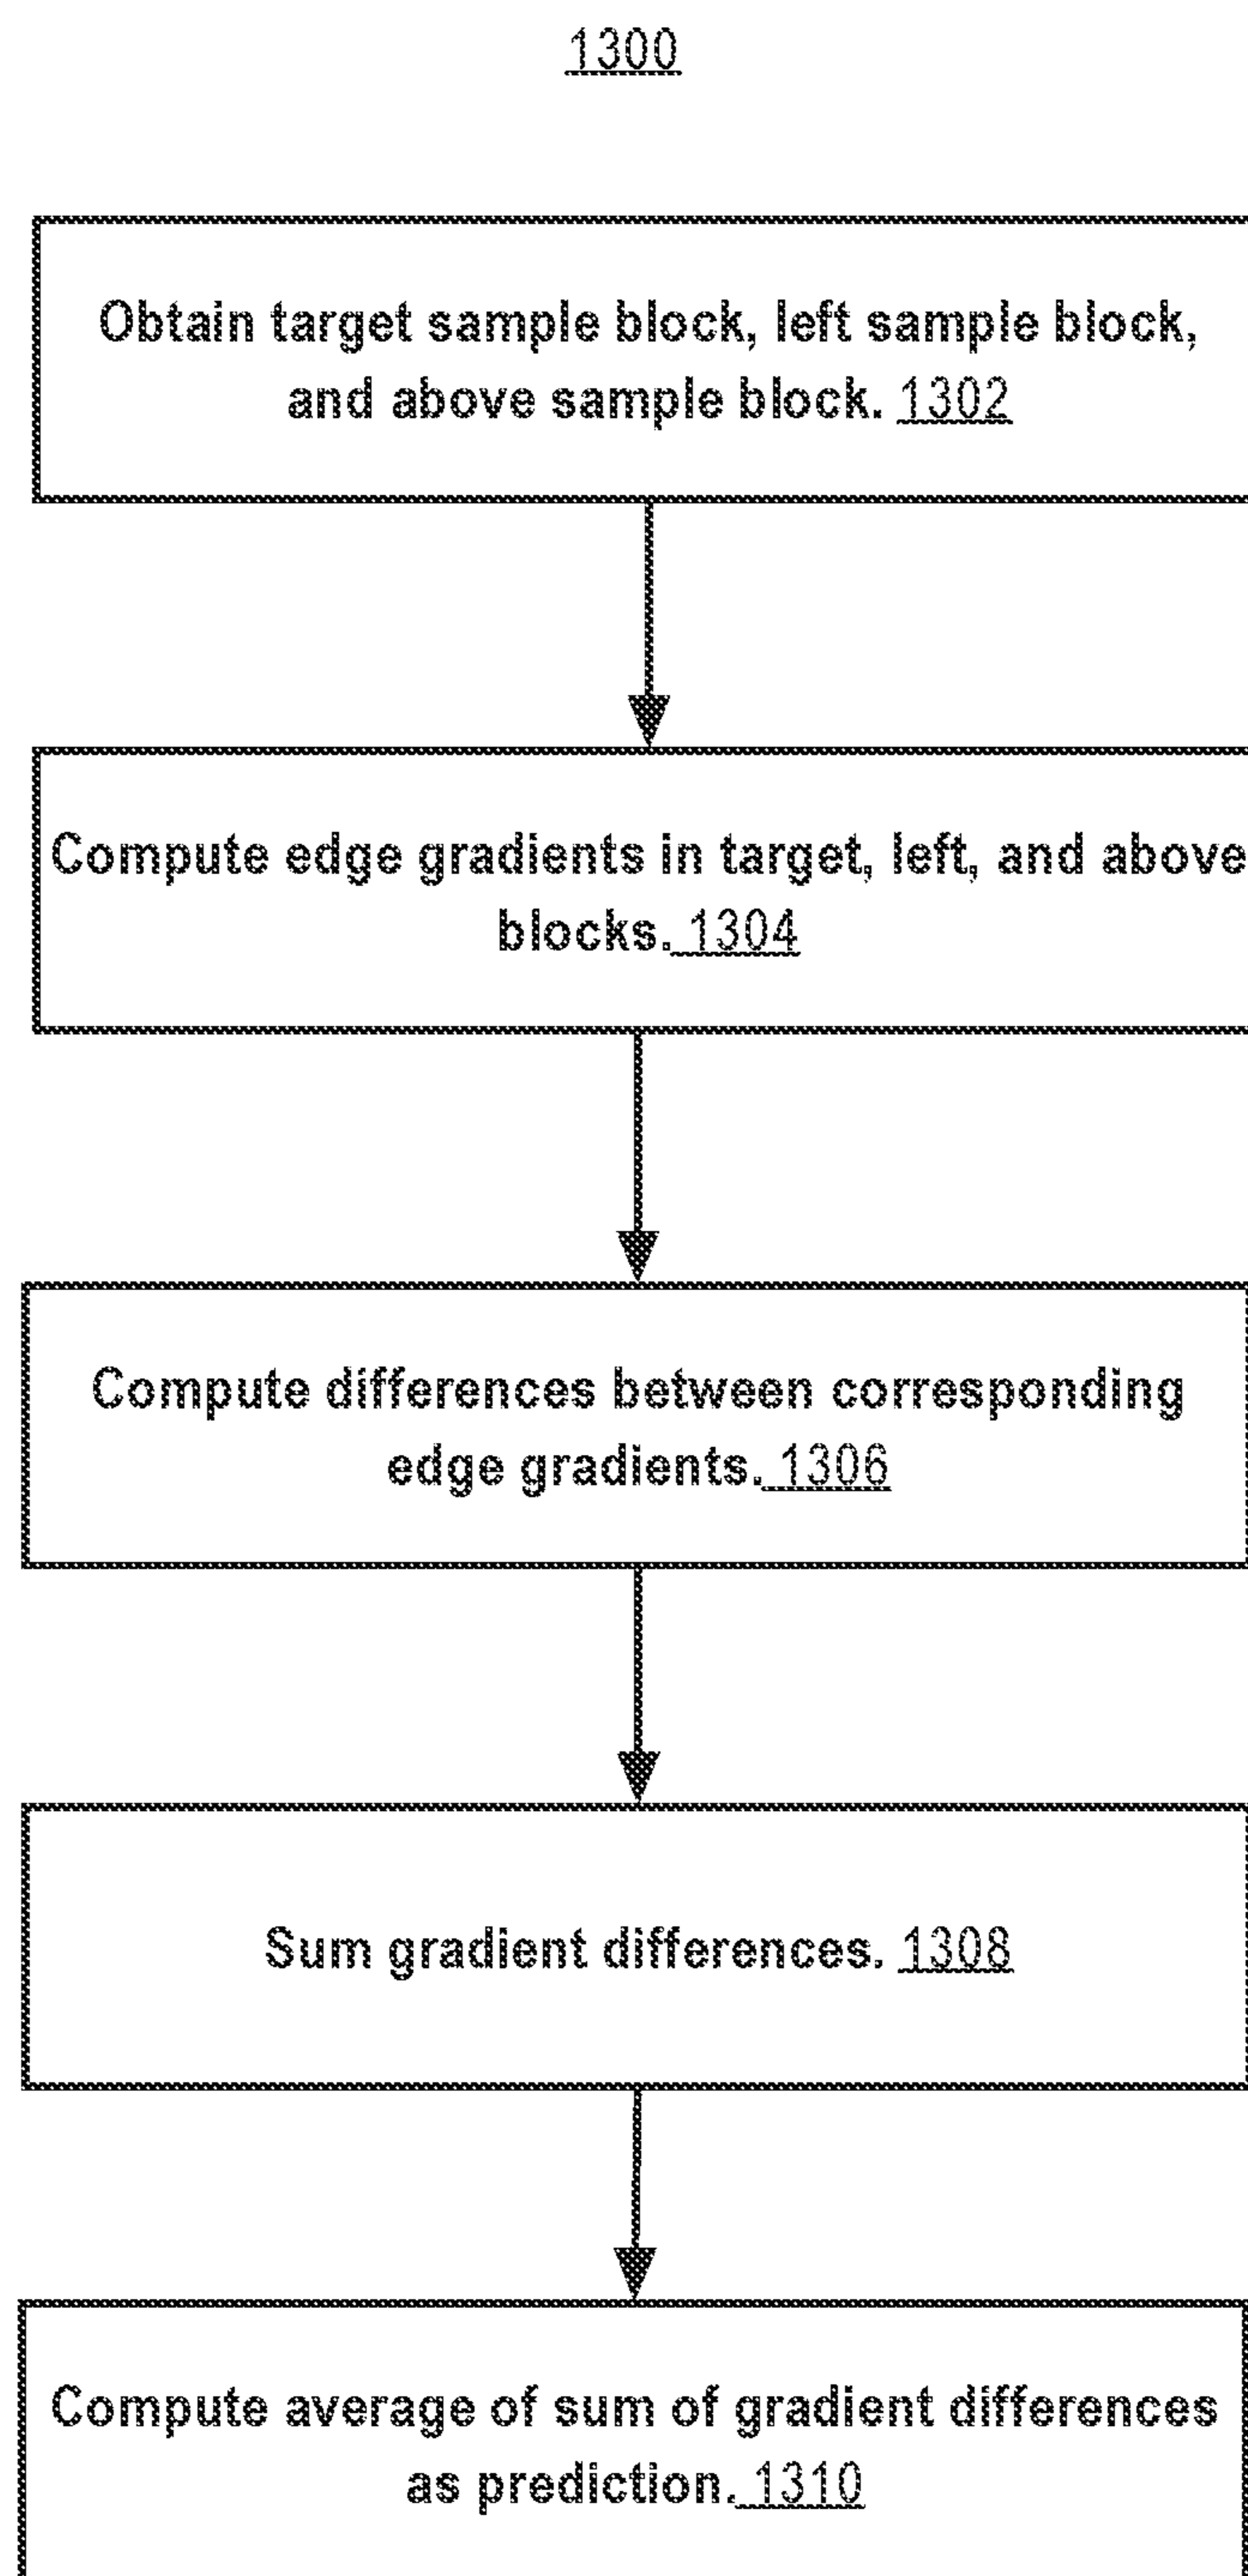 1300
Obtain target sample block, left sample block,
and above sample block. 1302
Compute edge gradients in target, left, and above
blocks. 1304
Compute differences between corresponding
edge gradients. 1306
Sum gradient differences. 1308
Compute average of sum of gradient differences
as prediction. 1310